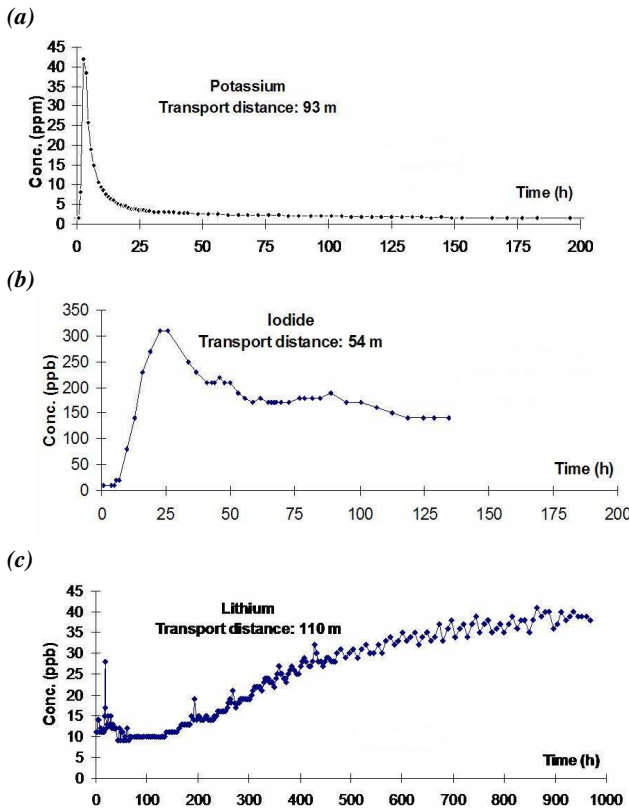 (a)
45
40
35
30
25
20
15
10
5
0
Conc. (ppm)
Potassium
Transport distance: 93 m
Time (h)
0 25 50 75 100 125 150 175 200
(b)
350
300
250
200
150
100
50
0
Conc. (ppb)
Iodide
Transport distance: 54 m
Time (h)
0 25 50 75 100 125 150 175 200
(c)
45
40
35
30
25
20
15
10
5
0
Conc. (ppb)
Lithium
Transport distance: 110 m
Time (h)
0 100 200 300 400 500 600 700 800 900 1000